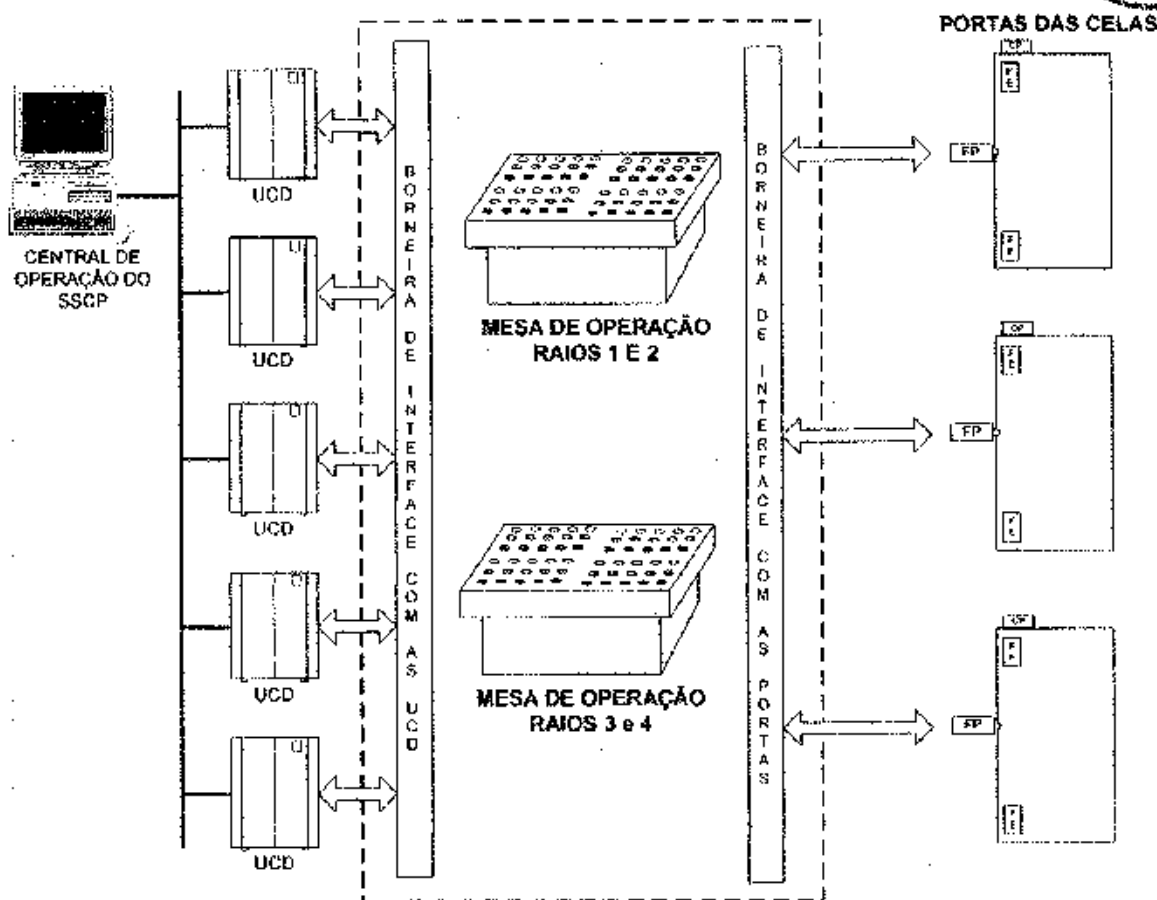 PORTAS DAS CELAS
CENTRAL DE
OPERAÇÃO DO
SSCP
UCD
UCD
UCD
UCD
UCD
BORNEIRA DE INTERFACE COM AS UCD
MESA DE OPERAÇÃO
RAIOS 1 E 2
MESA DE OPERAÇÃO
RAIOS 3 e 4
BORNEIRA DE INTERFACE COM AS PORTAS
FP
FP